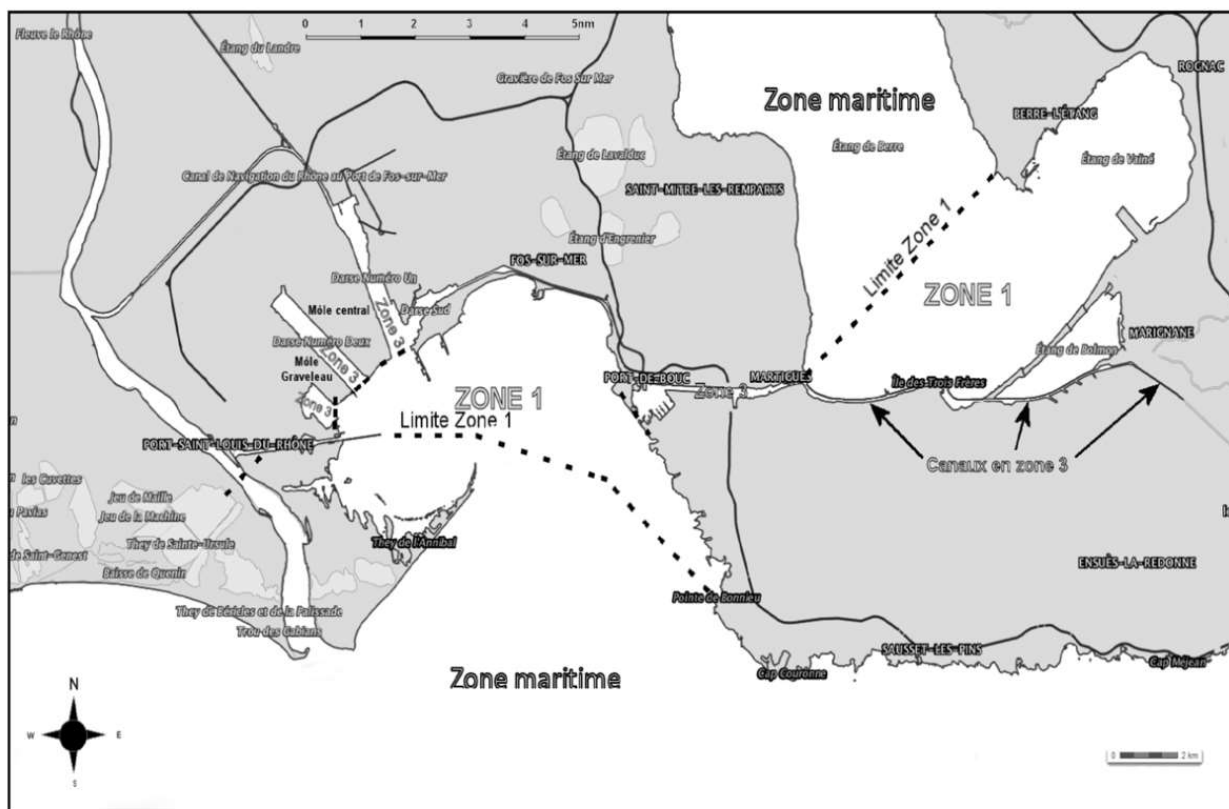 0 1 2 3 4 5nm
Fleuve le Rhône
Étang du Landre
Gravière de Fos Sur Mer
ROGNAC
Zone maritime
BERRE-L'ÉTANG
Étang de Berre
Étang de Vaïné
Étang de Lavalduc
Canal de Navigation du Rhône au Port de Fos-sur-Mer
SAINT-MITRE-LES-REMPARTS
Étang d'Engrenier
Limite Zone 1
FOS-SUR-MER
Darse Numéro Un
ZONE 1
Môle central
Darse Sud
Zone 3
MARIGNANE
Darse Numéro Deux
Étang de Bolmon
Zone 3
Môle
Graveleau
PORT-DE-BOUC
MARTIGUES
Île des Trois Frères
Zone 3
ZONE 1
Zone 3
Limite Zone 1
PORT-SAINT-LOUIS-DU-RHÔNE
Canaux en zone 3
les Cuvettes
Jeu de Maille
Jeu de la Machine
They de Sainte-Ursule
They de l'Annibal
de Saint-Genest
Baisse de Quenin
ENSUÈS-LA-REDONNE
Pointe de Bonnieu
They de Béricles et de la Palissade
Trou des Gabians
SAUSSET-LES-PINS
Cap Couronne
Cap Méjean
Zone maritime
N
W E
S
0 2 km